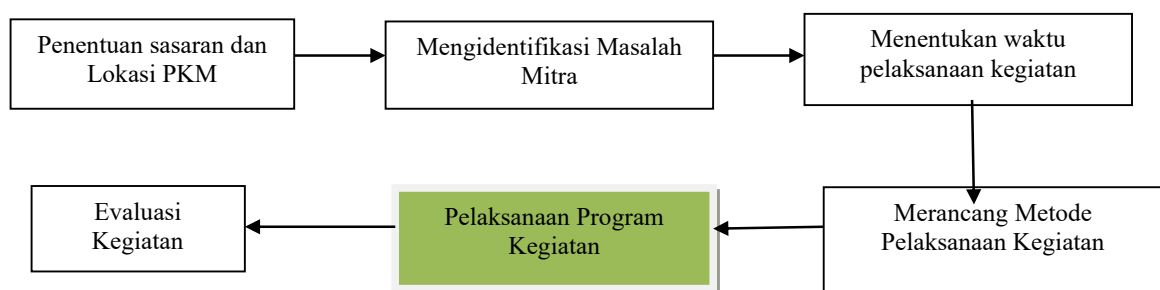 Penentuan sasaran dan
Lokasi PKM
Mengidentifikasi Masalah
Mitra
Menentukan waktu
pelaksanaan kegiatan
Merancang Metode
Pelaksanaan Kegiatan
Pelaksanaan Program
Kegiatan
Evaluasi
Kegiatan